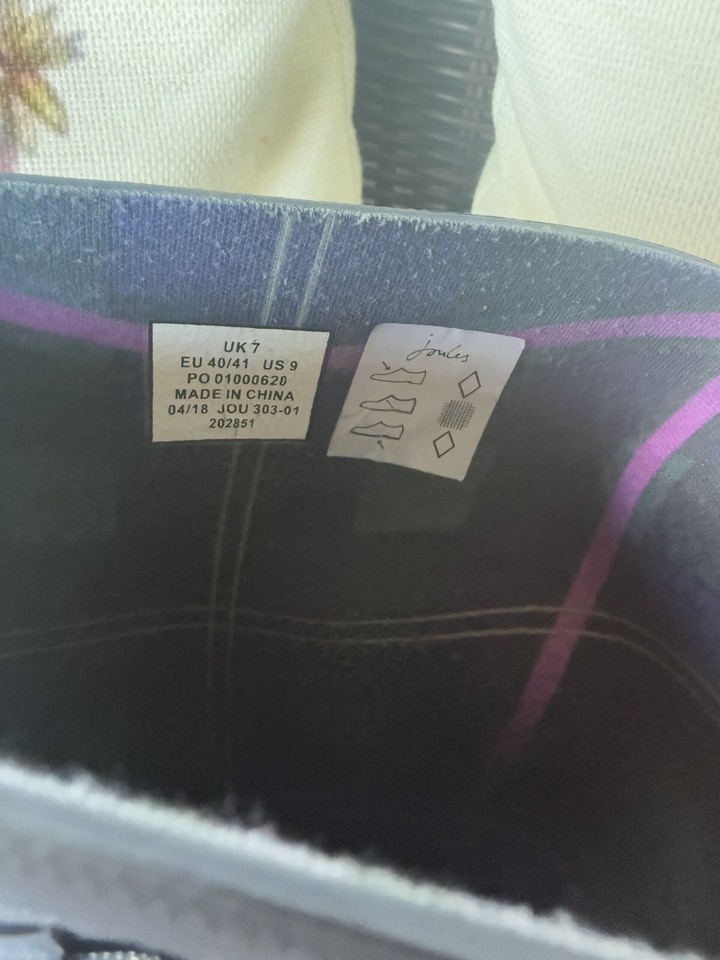 UK 7
EU 40/41 US 9
PO 01000620
MADE IN CHINA
04/18 JOU 303-01
202851
joules